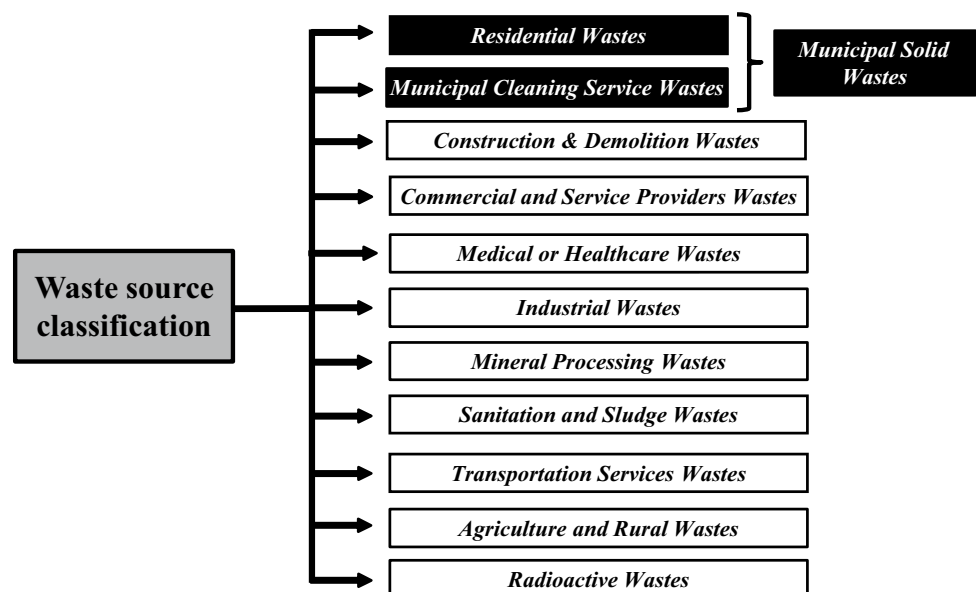 Residential Wastes
Municipal Solid
Wastes
Municipal Cleaning Service Wastes
Construction & Demolition Wastes
Commercial and Service Providers Wastes
Medical or Healthcare Wastes
Waste source
classification
Industrial Wastes
Mineral Processing Wastes
Sanitation and Sludge Wastes
Transportation Services Wastes
Agriculture and Rural Wastes
Radioactive Wastes